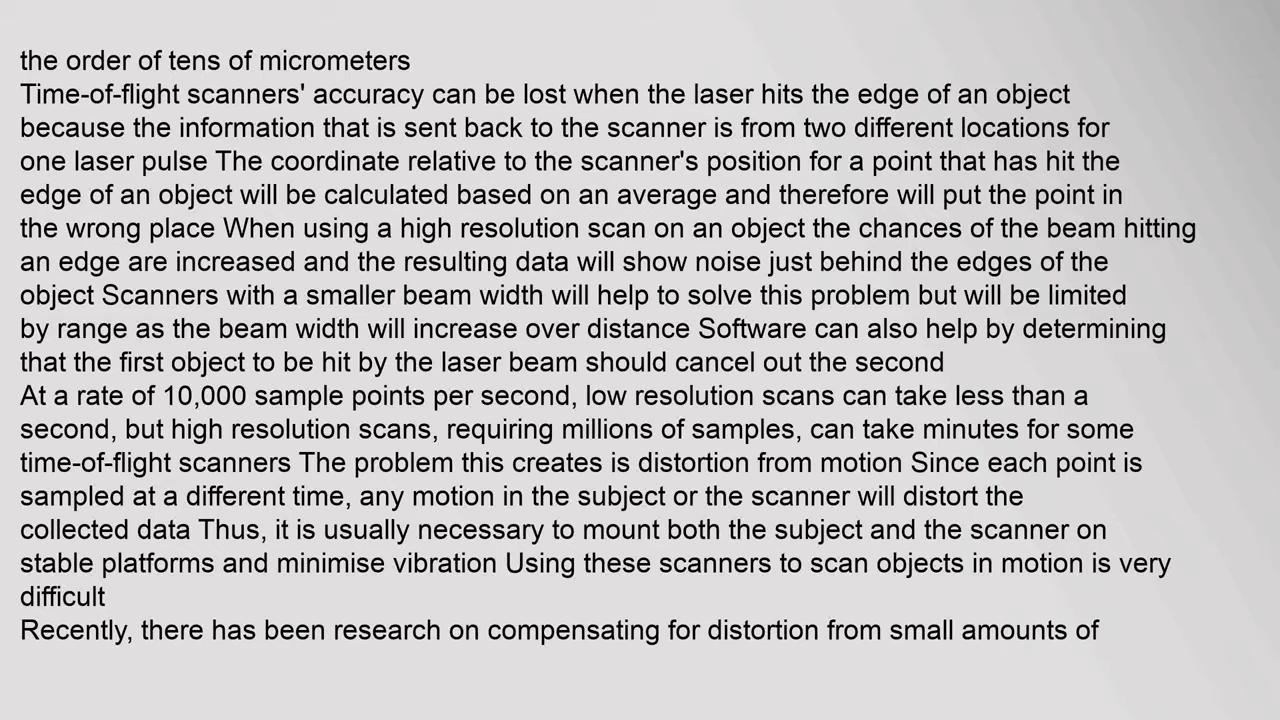 the order of tens of micrometers
Time-of-flight scanners' accuracy can be lost when the laser hits the edge of an object
because the information that is sent back to the scanner is from two different locations for
one laser pulse The coordinate relative to the scanner's position for a point that has hit the
edge of an object will be calculated based on an average and therefore will put the point in
the wrong place When using a high resolution scan on an object the chances of the beam hitting
an edge are increased and the resulting data will show noise just behind the edges of the
object Scanners with a smaller beam width will help to solve this problem but will be limited
by range as the beam width will increase over distance Software can also help by determining
that the first object to be hit by the laser beam should cancel out the second
At a rate of 10,000 sample points per second, low resolution scans can take less than a
second, but high resolution scans, requiring millions of samples, can take minutes for some
time-of-flight scanners The problem this creates is distortion from motion Since each point is
sampled at a different time, any motion in the subject or the scanner will distort the
collected data Thus, it is usually necessary to mount both the subject and the scanner on
stable platforms and minimise vibration Using these scanners to scan objects in motion is very
difficult
Recently, there has been research on compensating for distortion from small amounts of